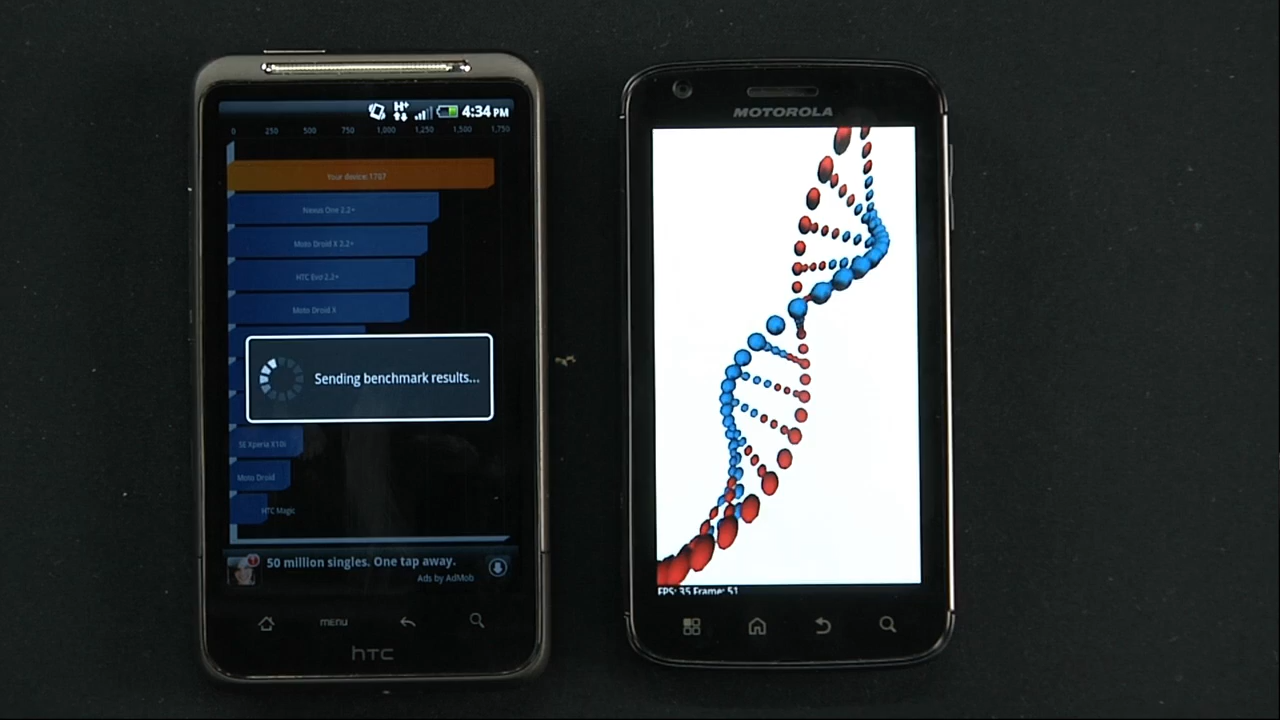 H+
4:34 PM
0 250 500 750 1,000 1,250 1,500 1,750
Your device: 1707
Nexus One 2.2+
Moto Droid X 2.2+
HTC Evo 2.2+
Moto Droid X
Sending benchmark results...
SE Xperia X10i
Moto Droid
HTC Magic
50 million singles. One tap away.
Ads by AdMob
MENU
hTC
MOTOROLA
FPS: 35 Frame: 51